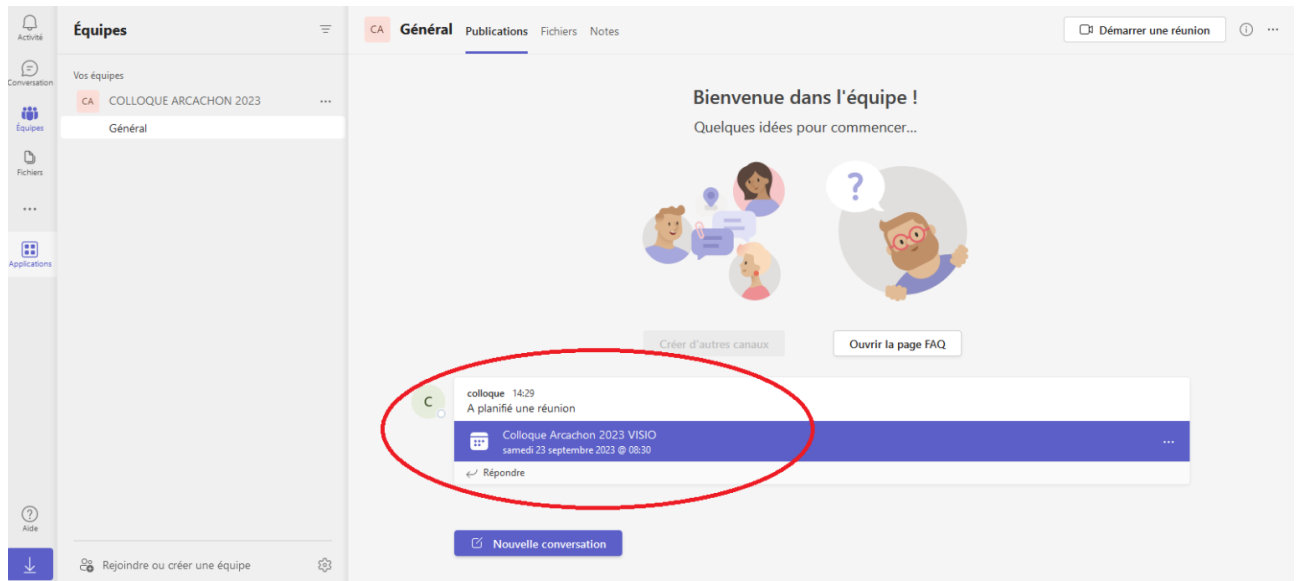 Activité
Conversation
Équipes
Fichiers
Applications
Aide
Équipes
Vos équipes
CA COLLOQUE ARCACHON 2023
Général
Rejoindre ou créer une équipe
CA Général Publications Fichiers Notes
Démarrer une réunion
Bienvenue dans l'équipe !
Quelques idées pour commencer...
?
Créer d'autres canaux
Ouvrir la page FAQ
C
colloque 14:29
A planifié une réunion
Colloque Arcachon 2023 VISIO
samedi 23 septembre 2023 @ 08:30
Répondre
Nouvelle conversation